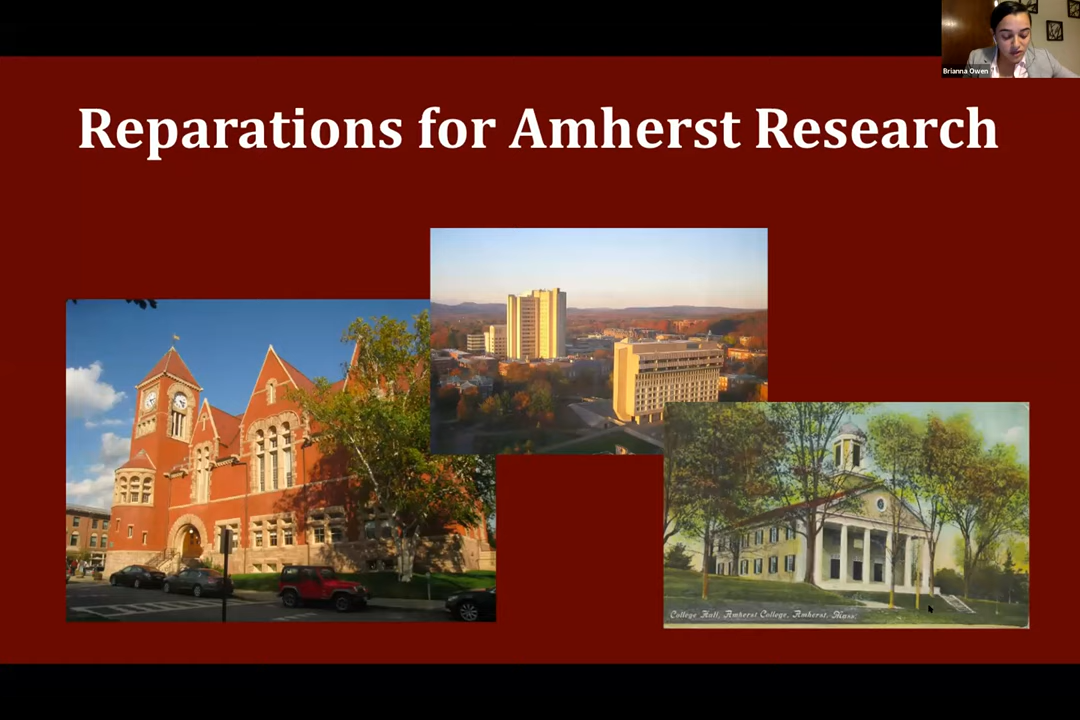 Brianna Owen
Reparations for Amherst Research
College Hall, Amherst College, Amherst, Mass.